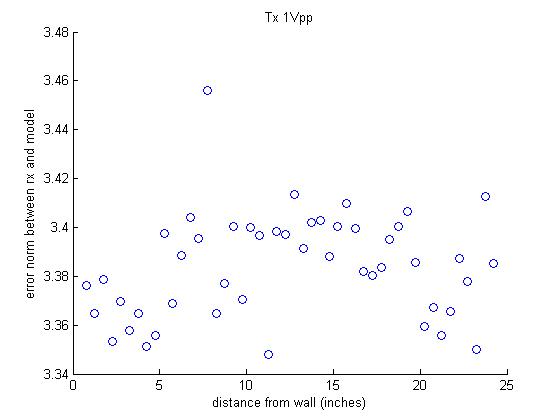 Tx 1Vpp
3.48
3.46
3.44
3.42
3.4
3.38
3.36
3.34
error norm between rx and model
0 5 10 15 20 25
distance from wall (inches)